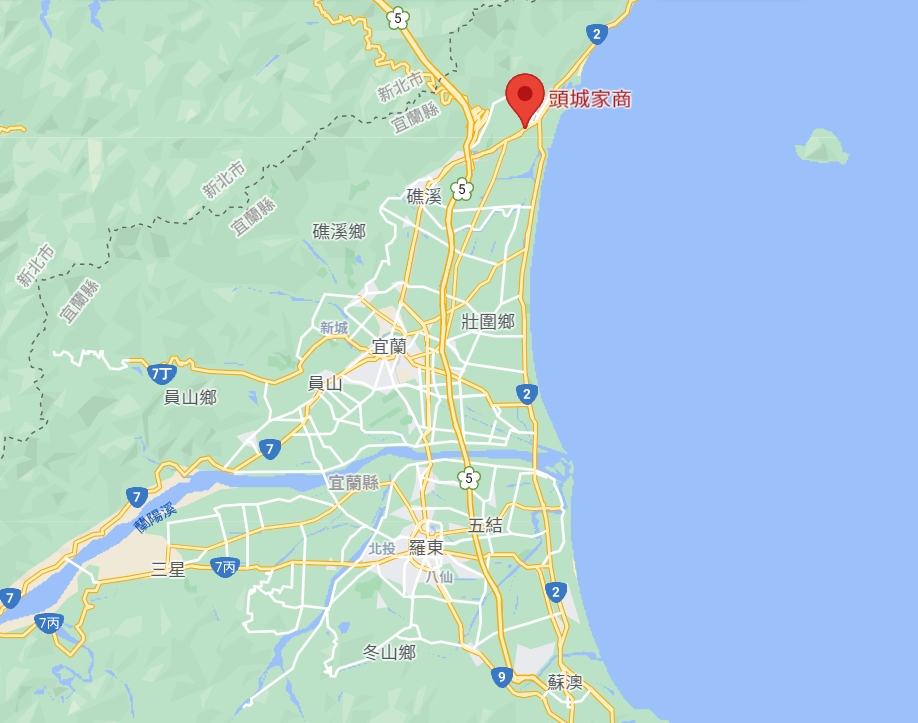 5
2
新北市
頭城家商
宜蘭縣
新北市
5
礁溪
宜蘭縣
礁溪鄉
新北市
宜蘭縣
壯圍鄉
新城
宜蘭
7丁
員山
2
員山鄉
7
5
宜蘭縣
7
蘭陽溪
五結
北投
羅東
三星
7丙
八仙
2
7
7丙
冬山鄉
9
蘇澳